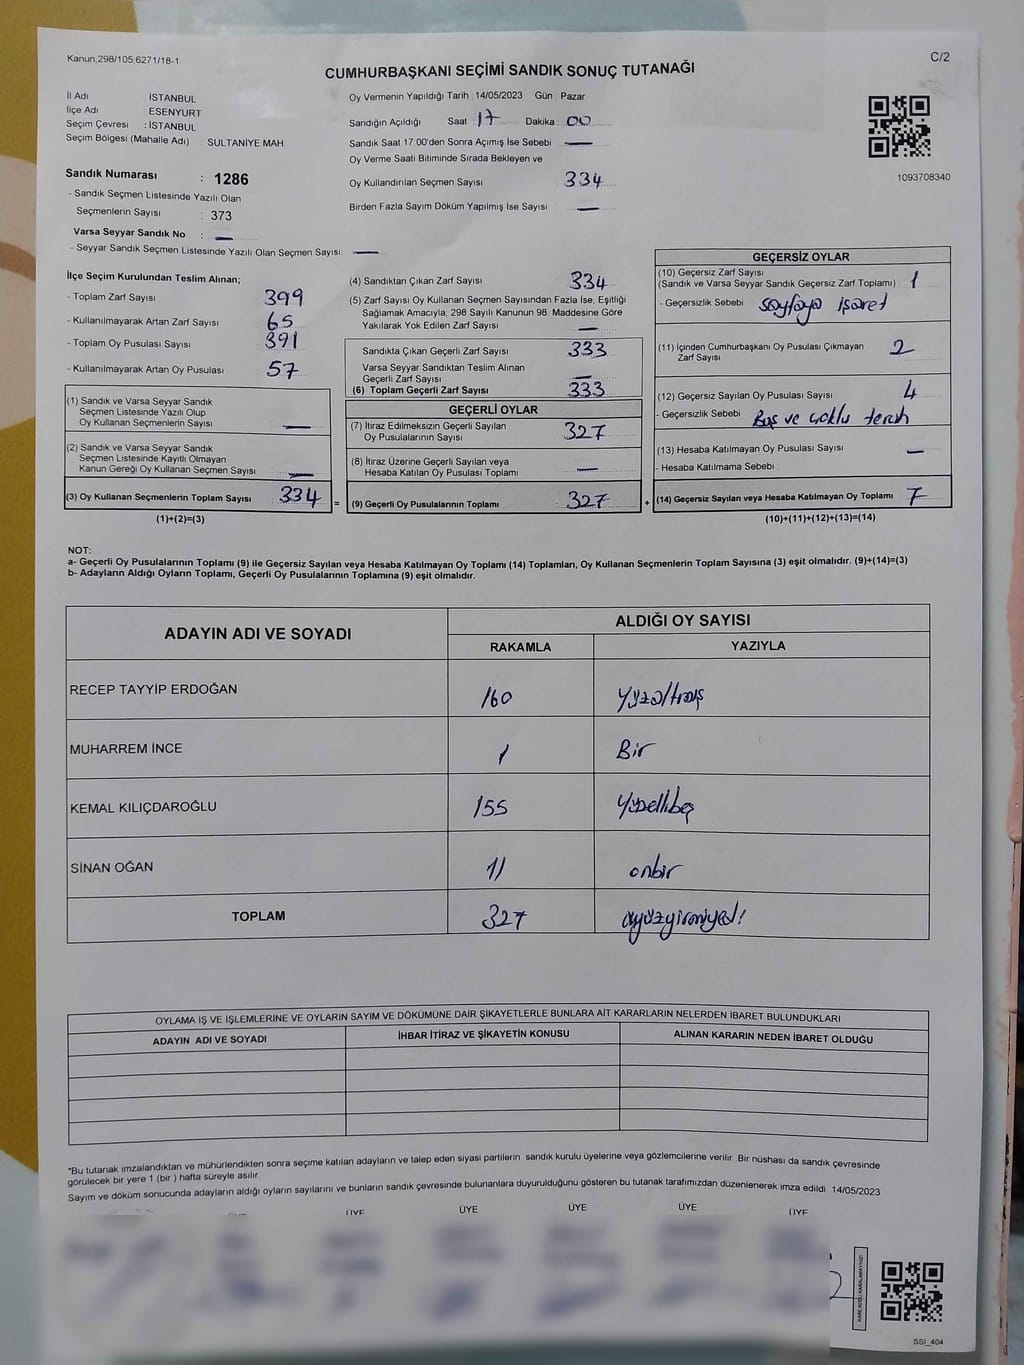 Kanun;298/105,6271/18-1
C/2
CUMHURBAŞKANI SEÇİMİ SANDIK SONUÇ TUTANAĞI
İl Adı İSTANBUL
İlçe Adı ESENYURT
Seçim Çevresi : İSTANBUL
Seçim Bölgesi (Mahalle Adı) SULTANİYE MAH.
Sandık Numarası : 1286
- Sandık Seçmen Listesinde Yazılı Olan
Seçmenlerin Sayısı : 373
Varsa Seyyar Sandık No : —
- Seyyar Sandık Seçmen Listesinde Yazılı Olan Seçmen Sayısı: —
Oy Vermenin Yapıldığı Tarih : 14/05/2023 Gün : Pazar
Sandığın Açıldığı Saat : 17 Dakika : 00
Sandık Saat 17.00'den Sonra Açımış İse Sebebi —
Oy Verme Saati Bitiminde Sırada Bekleyen ve
Oy Kullandırılan Seçmen Sayısı 334
Birden Fazla Sayım Döküm Yapılmış İse Sayısı —
1093708340
İlçe Seçim Kurulundan Teslim Alınan;
- Toplam Zarf Sayısı 399
- Kullanılmayarak Artan Zarf Sayısı 65
- Toplam Oy Pusulası Sayısı 391
- Kullanılmayarak Artan Oy Pusulası 57
(1) Sandık ve Varsa Seyyar Sandık
Seçmen Listesinde Yazılı Olup
Oy Kullanan Seçmenlerin Sayısı —
(2) Sandık ve Varsa Seyyar Sandık
Seçmen Listesinde Kayıtlı Olmayan
Kanun Gereği Oy Kullanan Seçmen Sayısı —
(3) Oy Kullanan Seçmenlerin Toplam Sayısı 334 =
(1)+(2)=(3)
(4) Sandıktan Çıkan Zarf Sayısı 334
(5) Zarf Sayısı Oy Kullanan Seçmen Sayısından Fazla İse, Eşitliği
Sağlamak Amacıyla, 298 Sayılı Kanunun 98. Maddesine Göre
Yakılarak Yok Edilen Zarf Sayısı —
Sandıkta Çıkan Geçerli Zarf Sayısı 333
Varsa Seyyar Sandıktan Teslim Alınan
Geçerli Zarf Sayısı —
(6) Toplam Geçerli Zarf Sayısı 333
GEÇERLİ OYLAR
(7) İtiraz Edilmeksizin Geçerli Sayılan
Oy Pusulalarının Sayısı 327
(8) İtiraz Üzerine Geçerli Sayılan veya
Hesaba Katılan Oy Pusulası Toplamı —
(9) Geçerli Oy Pusulalarının Toplamı : 327 +
GEÇERSİZ OYLAR
(10) Geçersiz Zarf Sayısı
(Sandık ve Varsa Seyyar Sandık Geçersiz Zarf Toplamı) 1
- Geçersizlik Sebebi : sayfaya işaret
(11) İçinden Cumhurbaşkanı Oy Pusulası Çıkmayan
Zarf Sayısı 2
(12) Geçersiz Sayılan Oy Pusulası Sayısı 4
- Geçersizlik Sebebi : Boş ve çoklu tercih
(13) Hesaba Katılmayan Oy Pusulası Sayısı —
- Hesaba Katılmama Sebebi :
(14) Geçersiz Sayılan veya Hesaba Katılmayan Oy Toplamı 7
(10)+(11)+(12)+(13)=(14)
NOT:
a- Geçerli Oy Pusulalarının Toplamı (9) ile Geçersiz Sayılan veya Hesaba Katılmayan Oy Toplamı (14) Toplamları, Oy Kullanan Seçmenlerin Toplam Sayısına (3) eşit olmalıdır. (9)+(14)=(3)
b- Adayların Aldığı Oyların Toplamı, Geçerli Oy Pusulalarının Toplamına (9) eşit olmalıdır.
ADAYIN ADI VE SOYADI
ALDIĞI OY SAYISI
RAKAMLA YAZIYLA
RECEP TAYYİP ERDOĞAN 160 Yüzaltmış
MUHARREM İNCE 1 Bir
KEMAL KILIÇDAROĞLU 155 Yüzellibeş
SİNAN OĞAN 11 onbir
TOPLAM 327 üçyüzyirmiyedi
OYLAMA İŞ VE İŞLEMLERİNE VE OYLARIN SAYIM VE DÖKÜMÜNE DAİR ŞİKAYETLERLE BUNLARA AİT KARARLARIN NELERDEN İBARET BULUNDUKLARI
ADAYIN ADI VE SOYADI İHBAR İTİRAZ VE ŞİKAYETİN KONUSU ALINAN KARARIN NEDEN İBARET OLDUĞU
*Bu tutanak imzalandıktan ve mühürlendikten sonra seçime katılan adayların ve talep eden siyasi partilerin sandık kurulu üyelerine veya gözlemcilerine verilir. Bir nüshası da sandık çevresinde
görülecek bir yere 1 (bir) hafta süreyle asılır.
Sayım ve döküm sonucunda adayların aldığı oyların sayılarını ve bunların sandık çevresinde bulunanlara duyurulduğunu gösteren bu tutanak tarafımızdan düzenlenerek imza edildi. 14/05/2023
ÜYE ÜYE ÜYE ÜYE ÜYE
KARE KODU KARALAMAYINIZ!
SSI_404